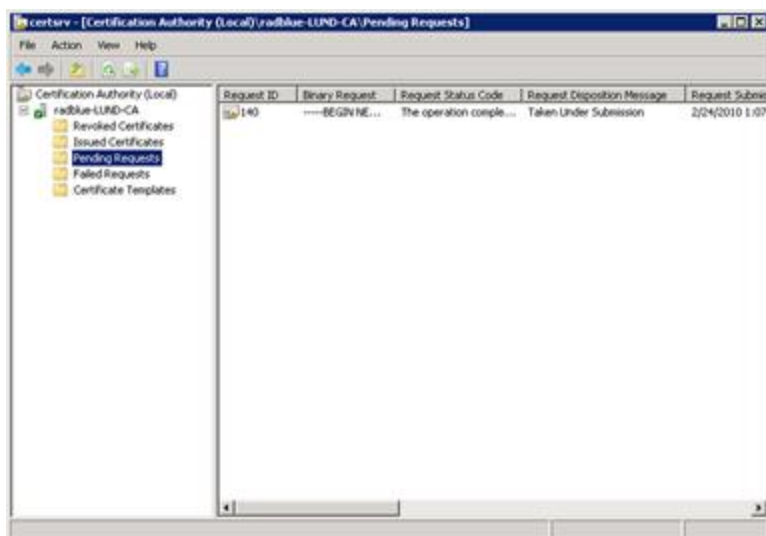 certsrv - [Certification Authority (Local)\radblue-LUND-CA\Pending Requests]
File Action View Help
Certification Authority (Local)
radblue-LUND-CA
Revoked Certificates
Issued Certificates
Pending Requests
Failed Requests
Certificate Templates
Request ID Binary Request Request Status Code Request Disposition Message Request Submis
140 -----BEGIN NE... The operation comple... Taken Under Submission 2/24/2010 1:07